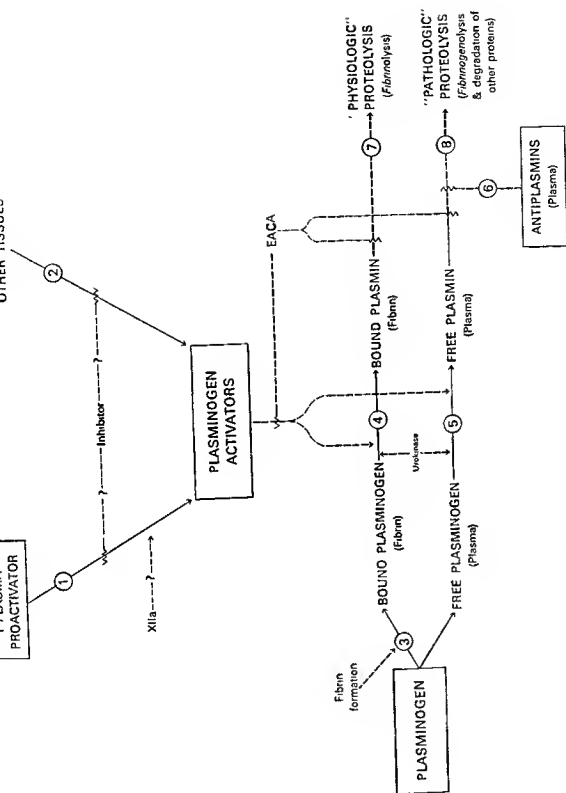 OTHER TISSUES
PROACTIVATOR
1
2
?
Inhibitor
?
XIIa
?
PLASMINOGEN
ACTIVATORS
EACA
Fibrin
formation
3
PLASMINOGEN
BOUND PLASMINOGEN
(Fibrin)
4
BOUND PLASMIN
(Fibrin)
7
"PHYSIOLOGIC"
PROTEOLYSIS
(Fibrinolysis)
Urokinase
FREE PLASMINOGEN
(Plasma)
5
FREE PLASMIN
(Plasma)
8
"PATHOLOGIC"
PROTEOLYSIS
(Fibrinogenolysis
& degradation of
other proteins)
6
ANTIPLASMINS
(Plasma)